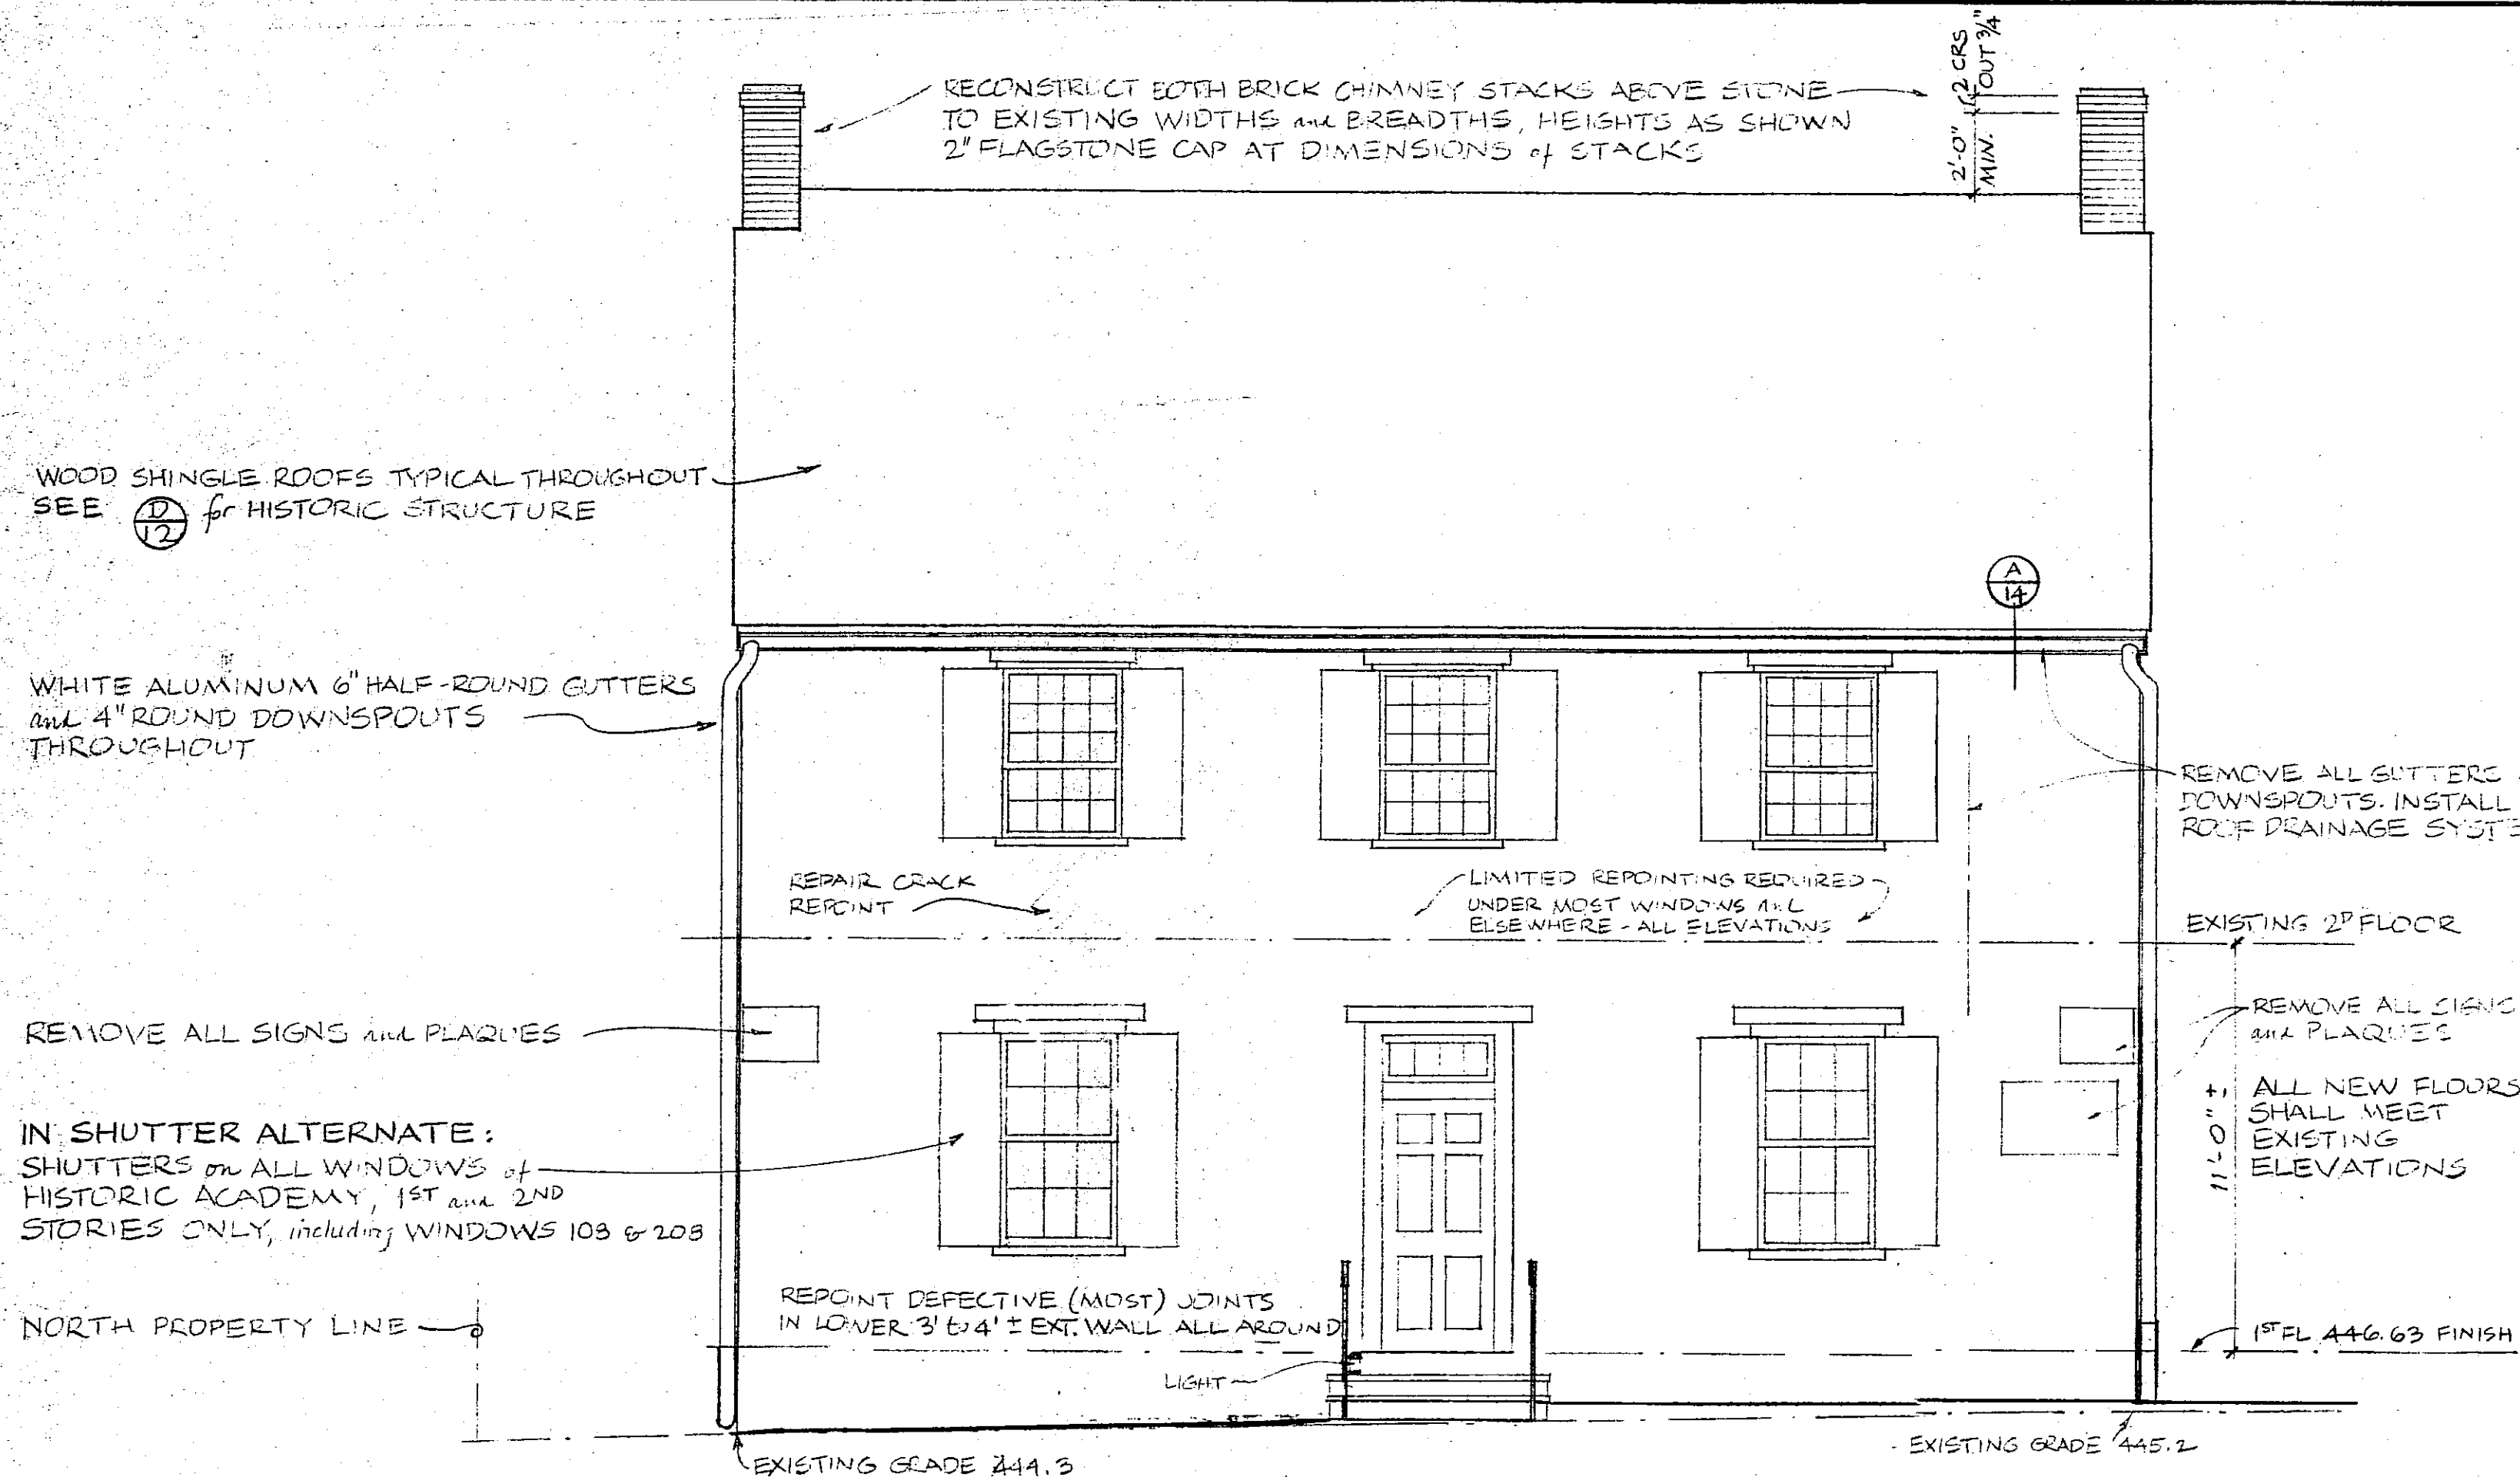 RECONSTRUCT BOTH BRICK CHIMNEY STACKS ABOVE STONE
TO EXISTING WIDTHS and BREADTHS, HEIGHTS AS SHOWN
2" FLAGSTONE CAP AT DIMENSIONS of STACKS
2 CRS
OUT 3/4"
2'-0"
MIN.
WOOD SHINGLE ROOFS TYPICAL THROUGHOUT
SEE D/12 for HISTORIC STRUCTURE
A
14
WHITE ALUMINUM 6" HALF-ROUND GUTTERS
and 4" ROUND DOWNSPOUTS
THROUGHOUT
REMOVE ALL GUTTERS
DOWNSPOUTS. INSTALL
ROOF DRAINAGE SYSTE
REPAIR CRACK
REPOINT
LIMITED REPOINTING REQUIRED
UNDER MOST WINDOWS and
ELSEWHERE - ALL ELEVATIONS
EXISTING 2D FLOOR
REMOVE ALL SIGNS and PLAQUES
REMOVE ALL SIGNS
and PLAQUES
11'-0" ±
ALL NEW FLOORS
SHALL MEET
EXISTING
ELEVATIONS
IN SHUTTER ALTERNATE:
SHUTTERS on ALL WINDOWS of
HISTORIC ACADEMY, 1ST and 2ND
STORIES ONLY, including WINDOWS 103 & 203
NORTH PROPERTY LINE
REPOINT DEFECTIVE (MOST) JOINTS
IN LOWER 3' to 4' ± EXT. WALL ALL AROUND
LIGHT
1ST FL 446.63 FINISH
EXISTING GRADE 444.3
EXISTING GRADE 445.2